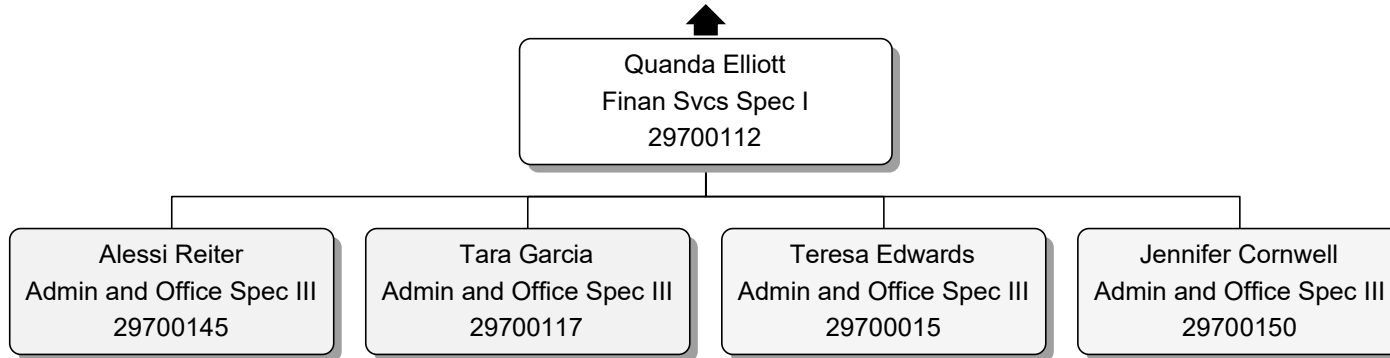 Quanda Elliott
Finan Svcs Spec I
29700112
Alessi Reiter
Admin and Office Spec III
29700145
Tara Garcia
Admin and Office Spec III
29700117
Teresa Edwards
Admin and Office Spec III
29700015
Jennifer Cornwell
Admin and Office Spec III
29700150